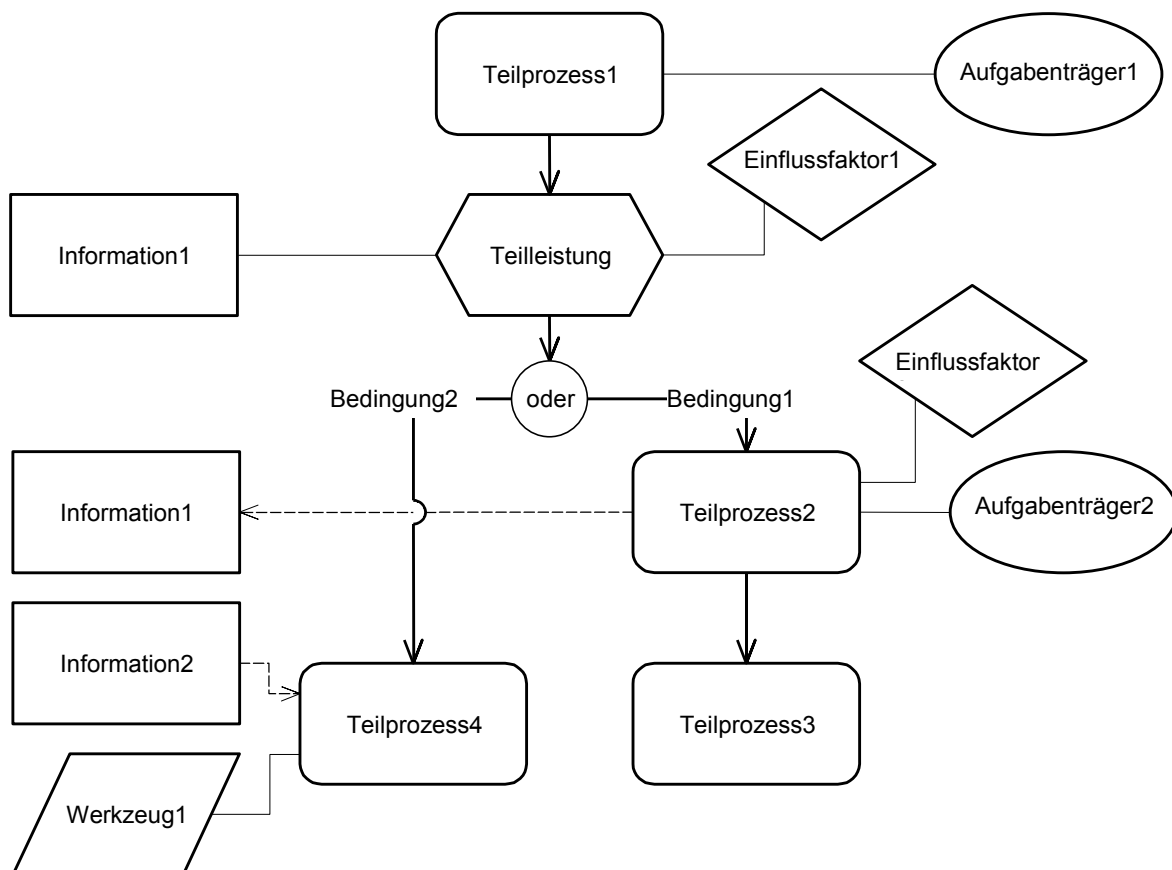 Teilprozess1
Aufgabenträger1
Einflussfaktor1
Information1
Teilleistung
Einflussfaktor
Bedingung2
oder
Bedingung1
Information1
Teilprozess2
Aufgabenträger2
Information2
Teilprozess4
Teilprozess3
Werkzeug1